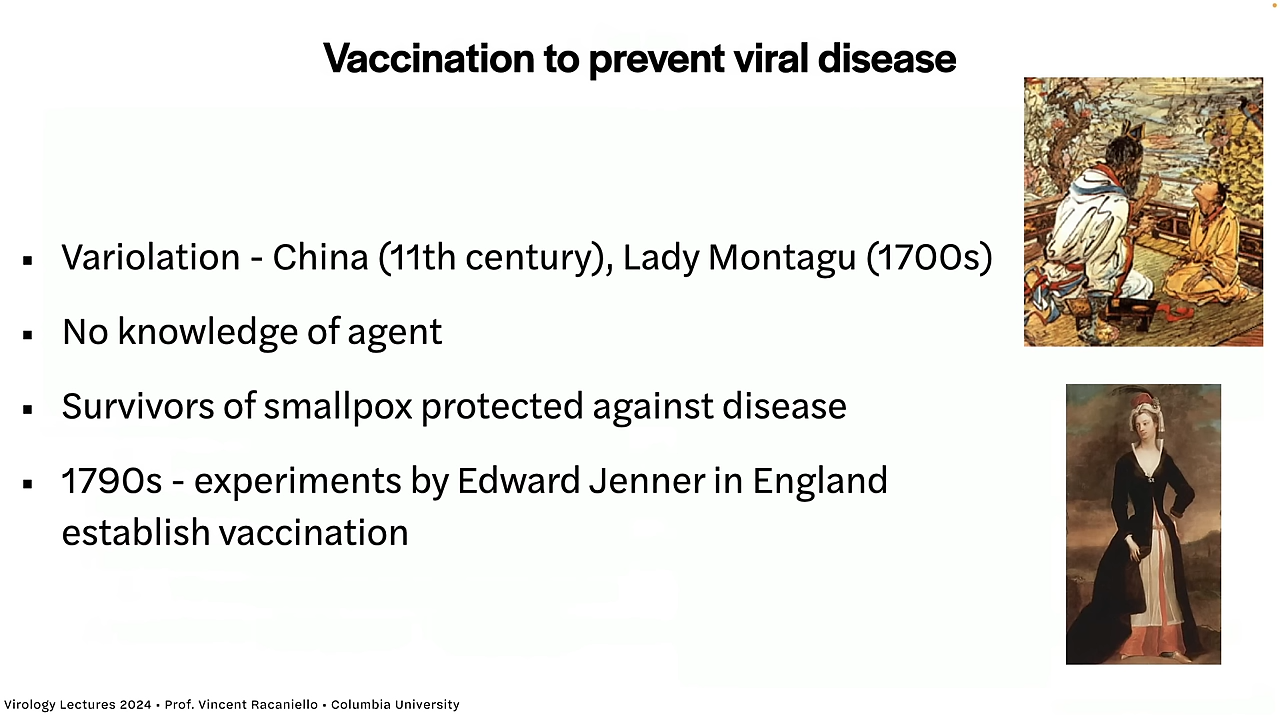 Vaccination to prevent viral disease
▪ Variolation - China (11th century), Lady Montagu (1700s)
▪ No knowledge of agent
▪ Survivors of smallpox protected against disease
▪ 1790s - experiments by Edward Jenner in England
establish vaccination
Virology Lectures 2024 • Prof. Vincent Racaniello • Columbia University